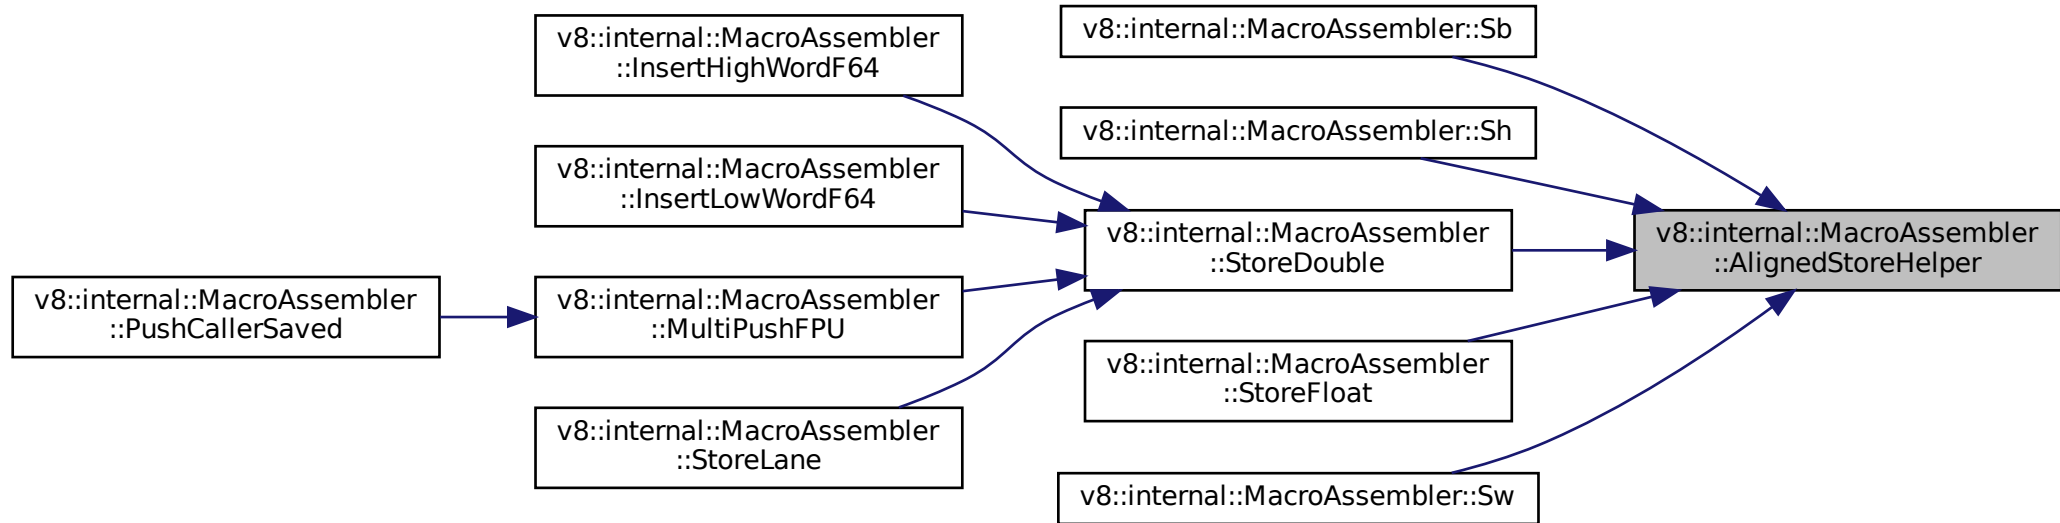 v8::internal::MacroAssembler
::PushCallerSaved
v8::internal::MacroAssembler
::InsertHighWordF64
v8::internal::MacroAssembler
::InsertLowWordF64
v8::internal::MacroAssembler
::MultiPushFPU
v8::internal::MacroAssembler
::StoreLane
v8::internal::MacroAssembler::Sb
v8::internal::MacroAssembler::Sh
v8::internal::MacroAssembler
::StoreDouble
v8::internal::MacroAssembler
::StoreFloat
v8::internal::MacroAssembler::Sw
v8::internal::MacroAssembler
::AlignedStoreHelper